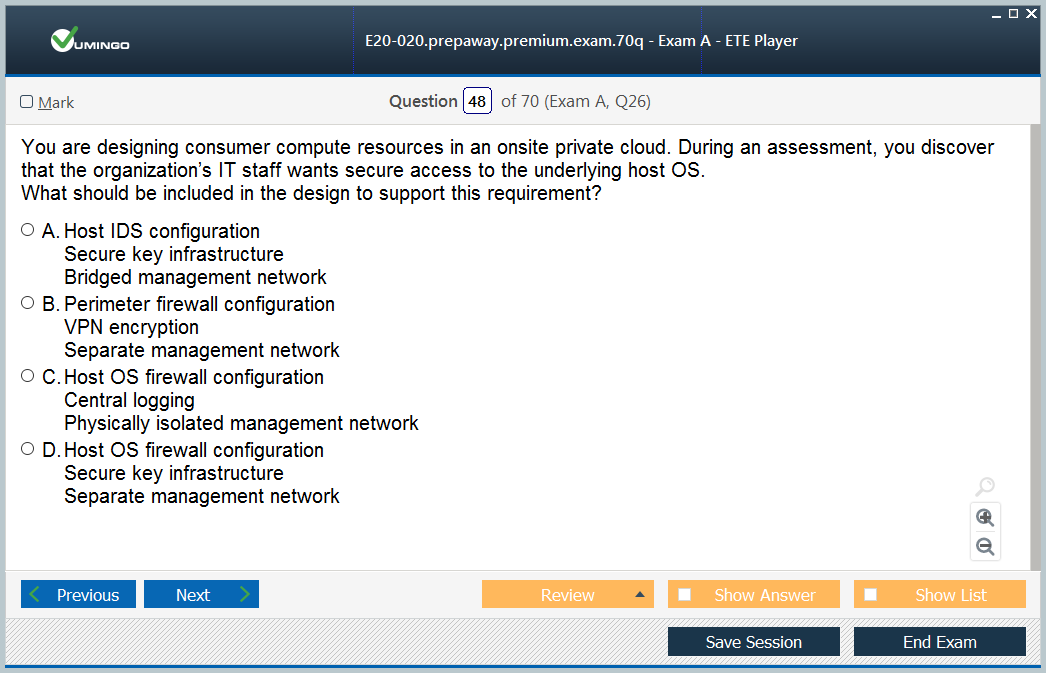 VUMINGO
E20-020.prepaway.premium.exam.70q - Exam A - ETE Player
Mark
Question 48 of 70 (Exam A, Q26)
You are designing consumer compute resources in an onsite private cloud. During an assessment, you discover
that the organization’s IT staff wants secure access to the underlying host OS.
What should be included in the design to support this requirement?
A. Host IDS configuration
Secure key infrastructure
Bridged management network
B. Perimeter firewall configuration
VPN encryption
Separate management network
C. Host OS firewall configuration
Central logging
Physically isolated management network
D. Host OS firewall configuration
Secure key infrastructure
Separate management network
Previous
Next
Review
Show Answer
Show List
Save Session
End Exam